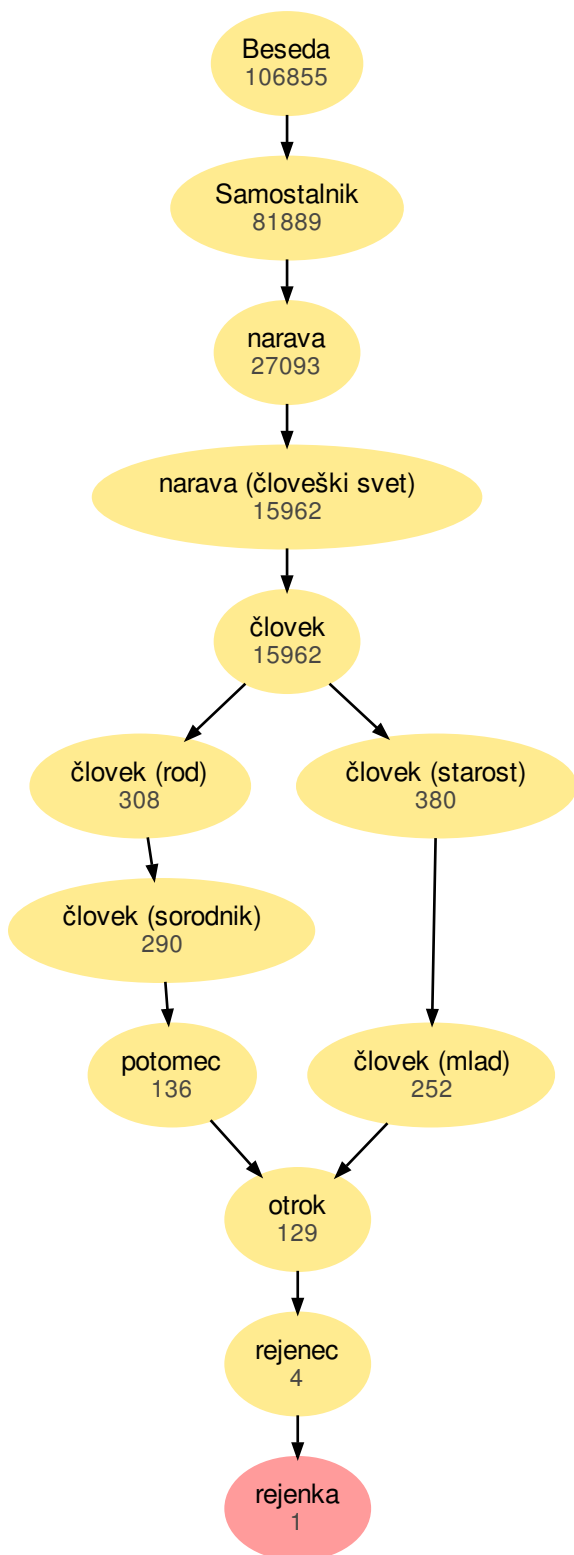 Beseda
106855
Samostalnik
81889
narava
27093
narava (človeški svet)
15962
človek
15962
človek (rod)
308
človek (starost)
380
človek (sorodnik)
290
potomec
136
človek (mlad)
252
otrok
129
rejenec
4
rejenka
1